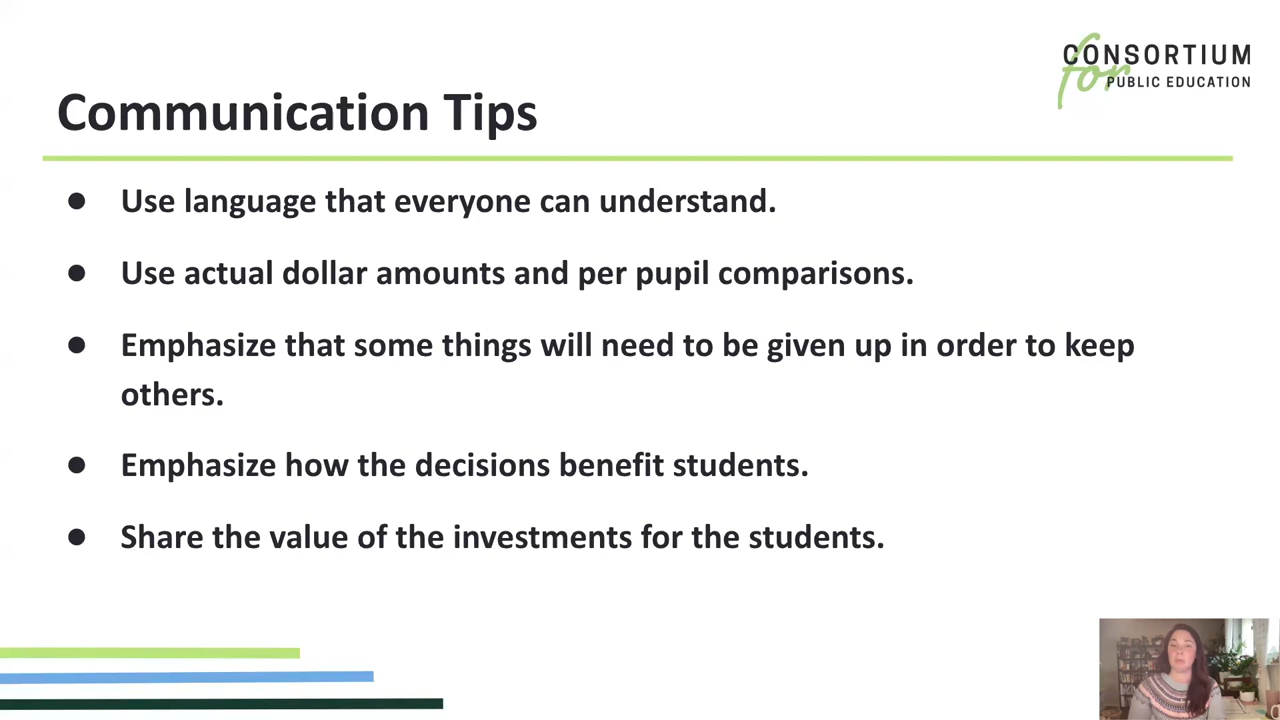 CONSORTIUM
for PUBLIC EDUCATION
Communication Tips
● Use language that everyone can understand.
● Use actual dollar amounts and per pupil comparisons.
● Emphasize that some things will need to be given up in order to keep
others.
● Emphasize how the decisions benefit students.
● Share the value of the investments for the students.